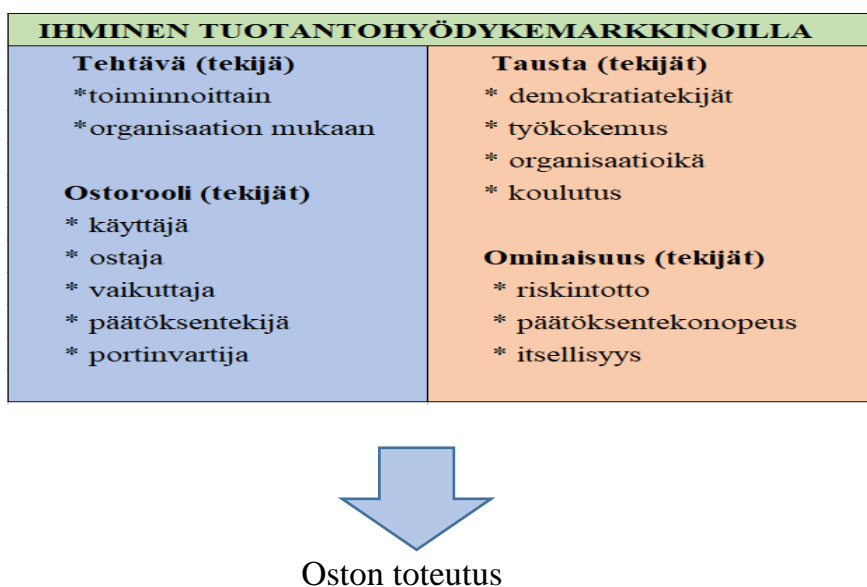 IHMINEN TUOTANTOHYÖDYKEMARKKINOILLA
Tehtävä (tekijä)
*toiminnoittain
*organisaation mukaan
Ostorooli (tekijät)
* käyttäjä
* ostaja
* vaikuttaja
* päätöksentekijä
* portinvartija
Tausta (tekijät)
* demokratiatekijät
* työkokemus
* organisaatioikä
* koulutus
Ominaisuus (tekijät)
* riskintotto
* päätöksentekonopeus
* itsellisyys
Oston toteutus